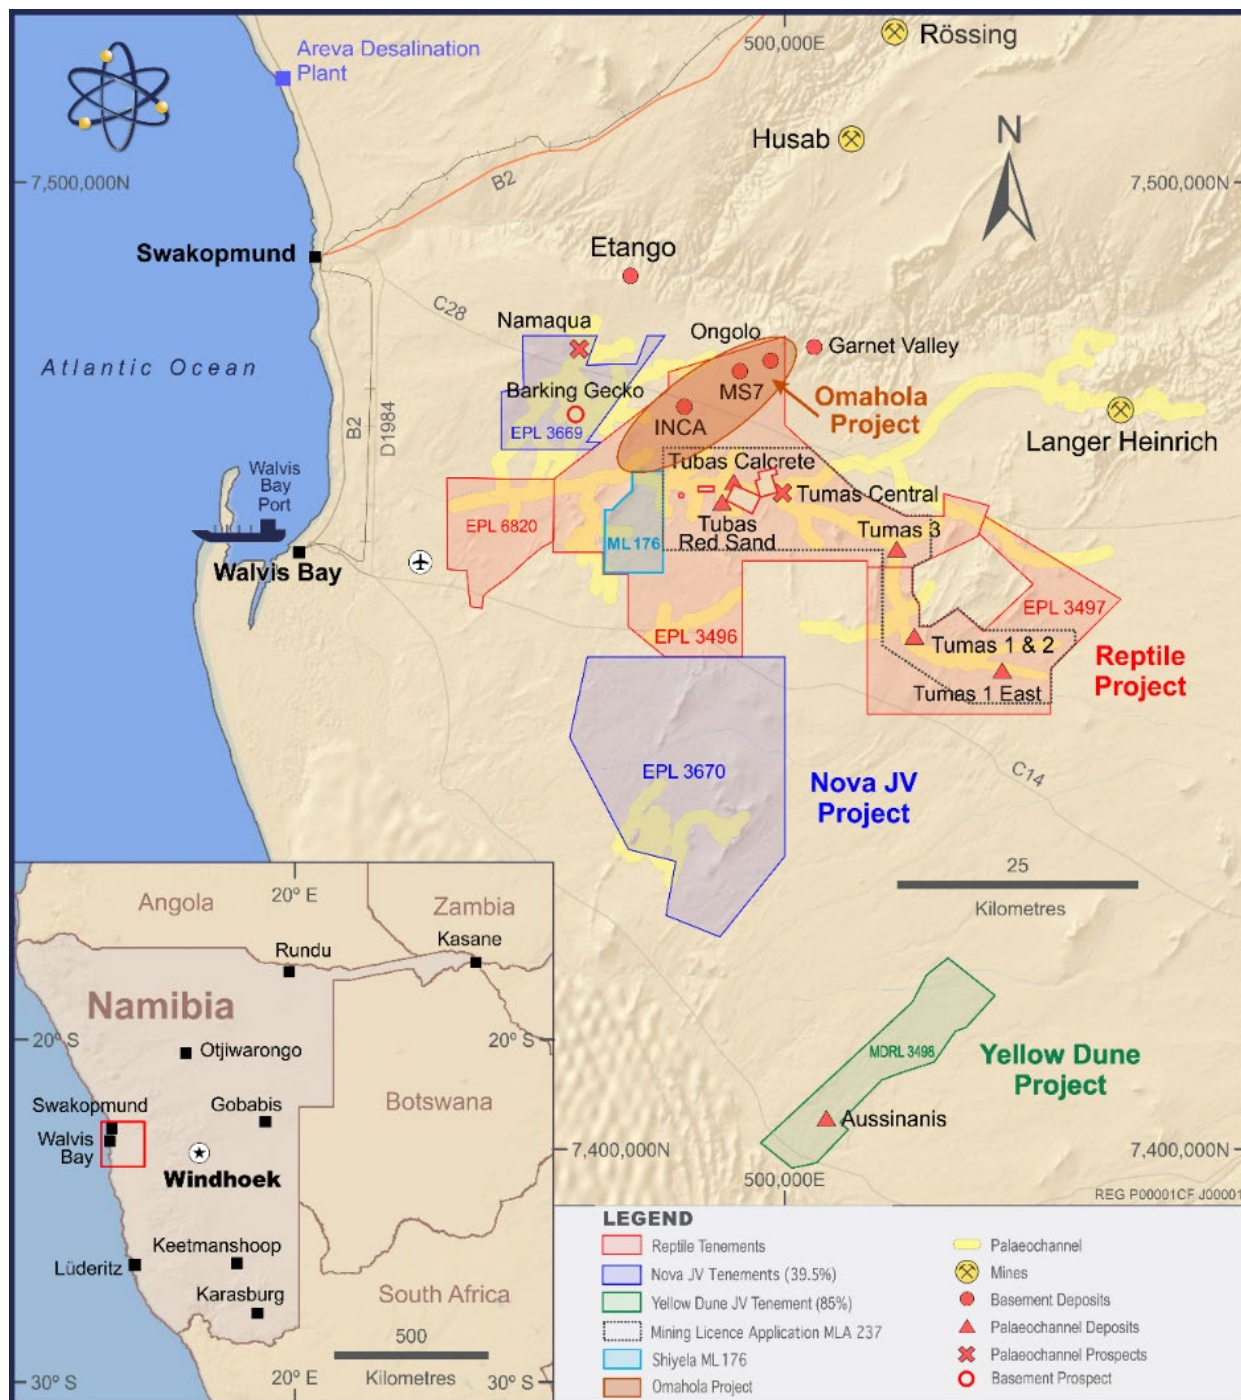 Areva Desalination
Plant
500,000E
Rössing
Husab
N
7,500,000N
B2
7,500,000N
Swakopmund
Etango
C28
Namaqua
Ongolo
Garnet Valley
Atlantic Ocean
Barking Gecko
MS7
Omahola
Project
B2
D1984
EPL 3669
INCA
Langer Heinrich
Walvis
Bay
Port
Tubas Calcrete
Tumas Central
EPL 6820
Tubas
Red Sand
Tumas 3
ML 176
Walvis Bay
EPL 3497
EPL 3496
Tumas 1 & 2
Reptile
Project
Tumas 1 East
EPL 3670
Nova JV
Project
C14
25
Kilometres
Angola
20° E
Zambia
Rundu
Kasane
Namibia
20° S
Otjiwarongo
20° S
MDRL 3498
Yellow Dune
Project
Swakopmund
Gobabis
Botswana
Aussinanis
Walvis
Bay
Windhoek
7,400,000N
7,400,000N
500,000E
REG P00001CF J00001
Keetmanshoop
Lüderitz
Karasburg
South Africa
500
Kilometres
30° S
20° E
30° S
LEGEND
Reptile Tenements
Nova JV Tenements (39.5%)
Yellow Dune JV Tenement (85%)
Mining Licence Application MLA 237
Shiyela ML 176
Omahola Project
Palaeochannel
Mines
Basement Deposits
Palaeochannel Deposits
Palaeochannel Prospects
Basement Prospect